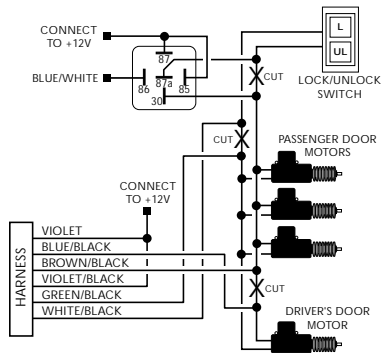 CONNECT
TO +12V
87
BLUE/WHITE
87a
86
85
30
L
UL
CUT
LOCK/UNLOCK
SWITCH
CUT
PASSENGER DOOR
MOTORS
CONNECT
TO +12V
HARNESS
VIOLET
BLUE/BLACK
BROWN/BLACK
VIOLET/BLACK
GREEN/BLACK
WHITE/BLACK
CUT
DRIVER'S DOOR
MOTOR